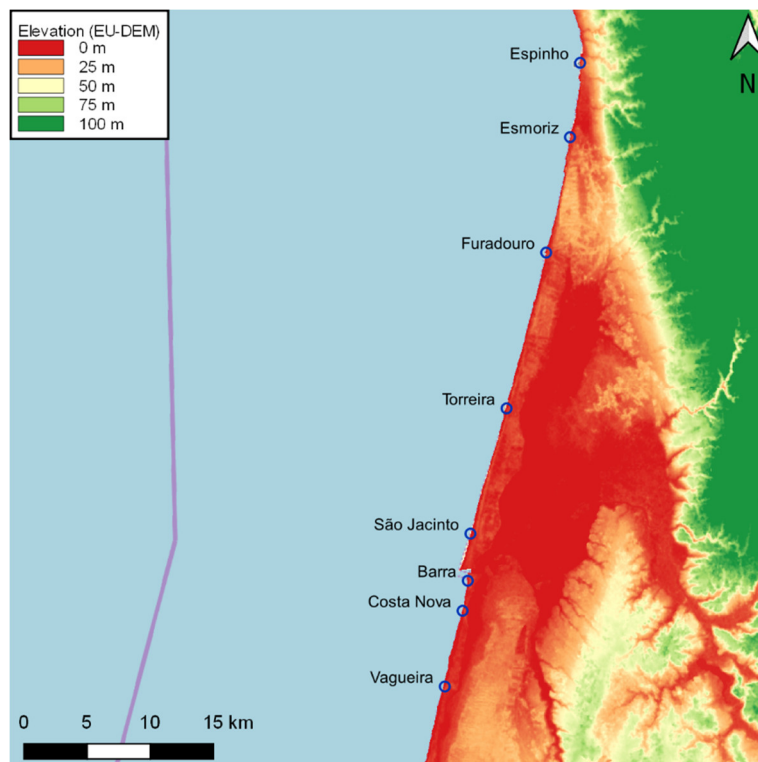 Elevation (EU-DEM)
0 m
25 m
50 m
75 m
100 m
N
Espinho
Esmoriz
Furadouro
Torreira
São Jacinto
Barra
Costa Nova
Vagueira
0 5 10 15 km